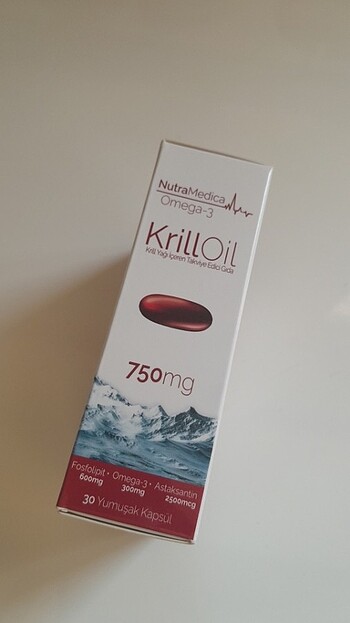 NutraMedica
Omega-3
KrillOil
Krill Yağı İçeren Takviye Edici Gıda
750mg
Fosfolipit • Omega-3 • Astaksantin
600mg 300mg 2500mcg
30 Yumuşak Kapsül